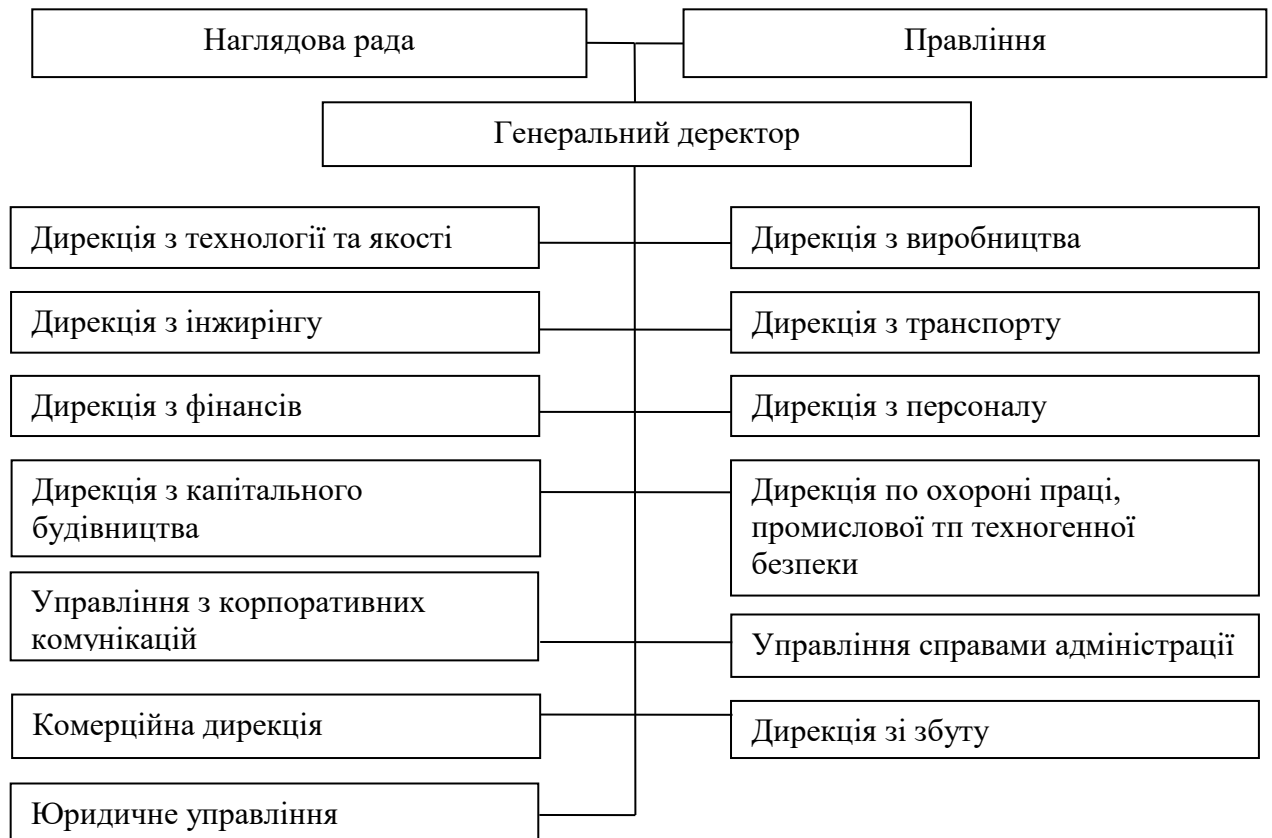 Наглядова рада
Правління
Генеральний деректор
Дирекція з технології та якості
Дирекція з виробництва
Дирекція з інжирінгу
Дирекція з транспорту
Дирекція з фінансів
Дирекція з персоналу
Дирекція з капітального
будівництва
Дирекція по охороні праці,
промислової тп техногенної
безпеки
Управління з корпоративних
комунікацій
Управління справами адміністрації
Комерційна дирекція
Дирекція зі збуту
Юридичне управління